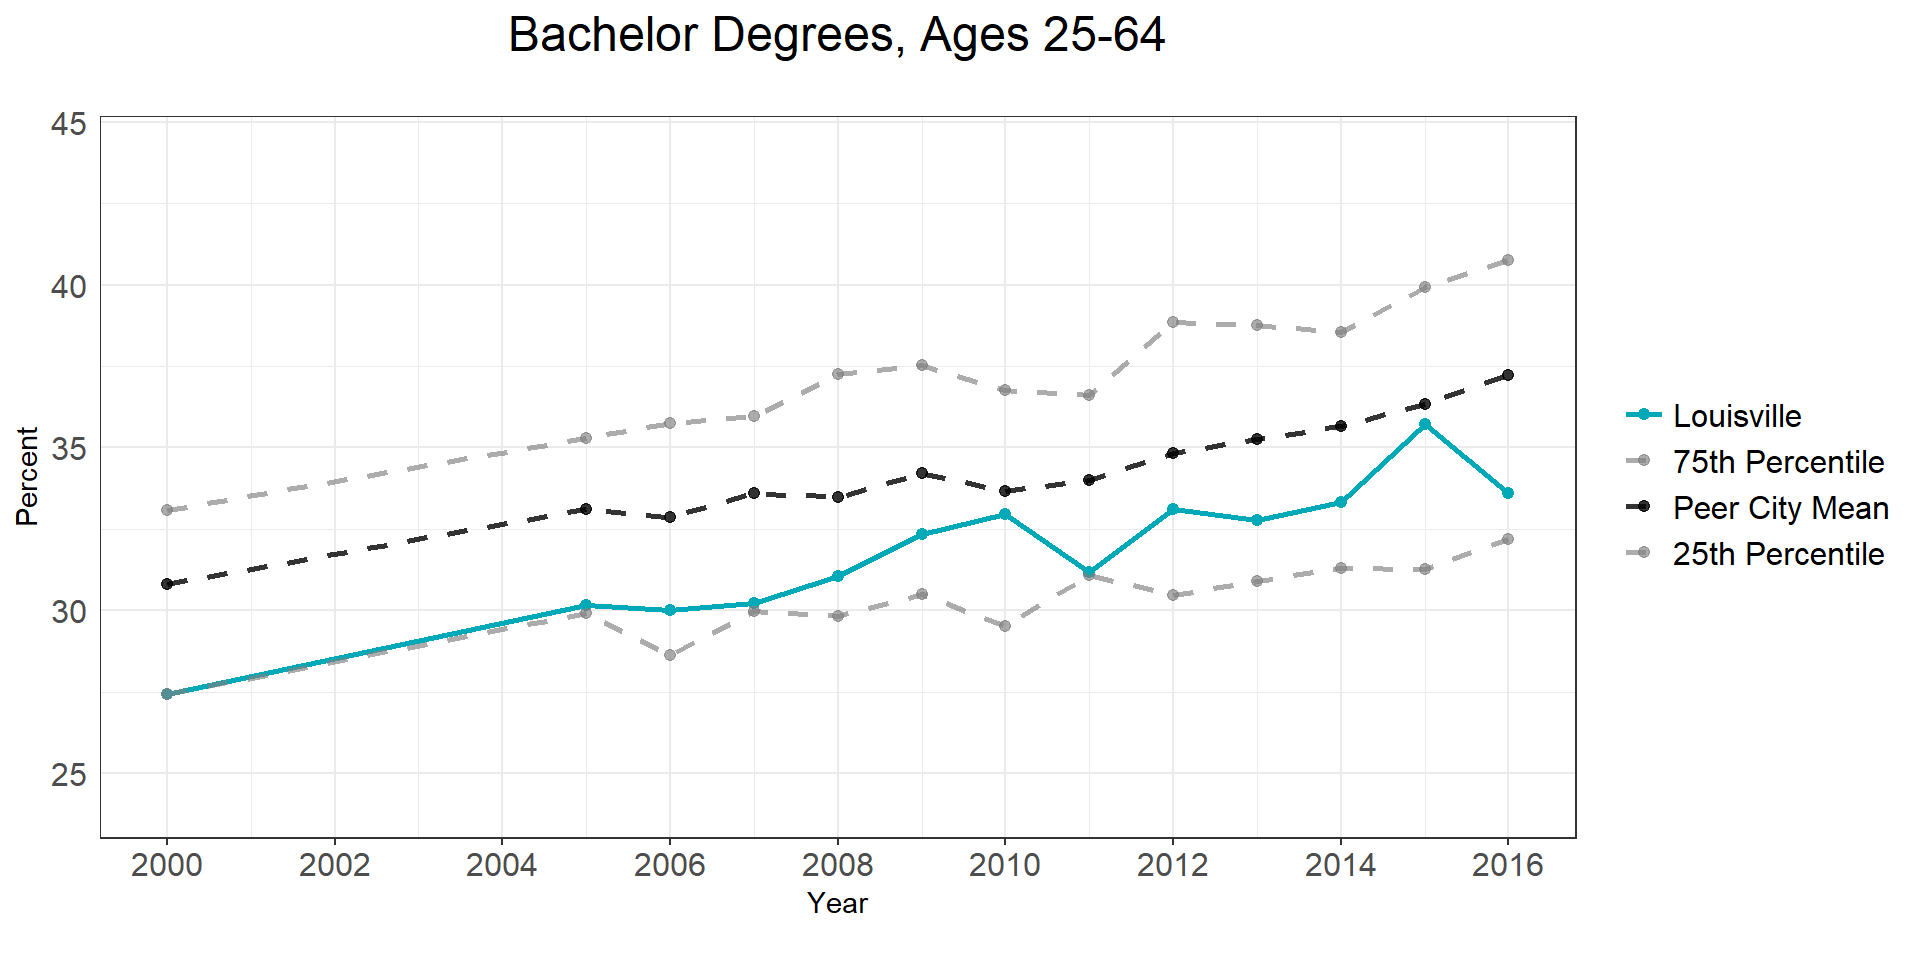 Bachelor Degrees, Ages 25-64
45
40
35
30
25
Percent
2000 2002 2004 2006 2008 2010 2012 2014 2016
Year
Louisville
75th Percentile
Peer City Mean
25th Percentile